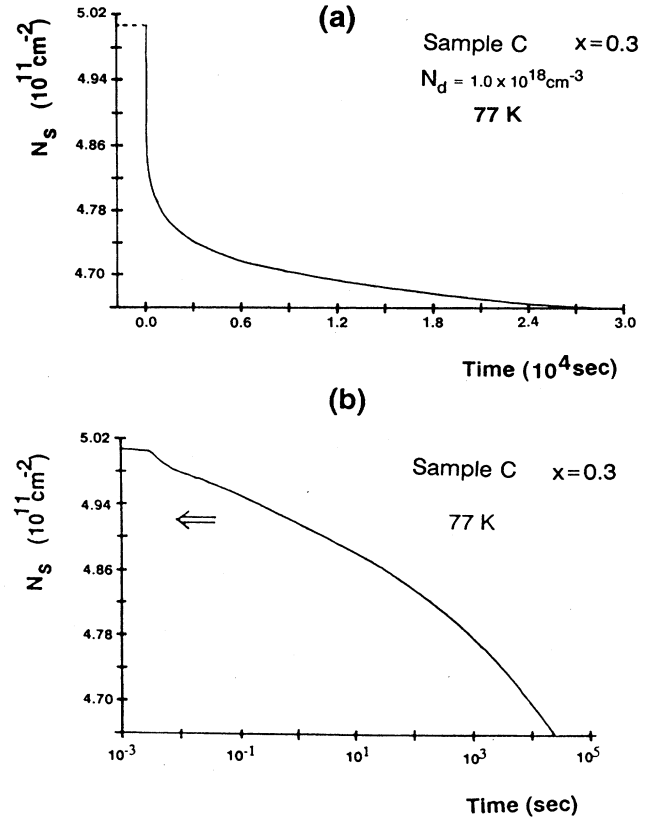 (a)
5.02
4.94
4.86
4.78
4.70
N_s (10^11 cm^-2)
Sample C x=0.3
N_d = 1.0 x 10^18 cm^-3
77 K
0.0 0.6 1.2 1.8 2.4 3.0
Time (10^4 sec)
(b)
5.02
4.94
4.86
4.78
4.70
N_s (10^11 cm^-2)
Sample C x=0.3
77 K
10^-3 10^-1 10^1 10^3 10^5
Time (sec)